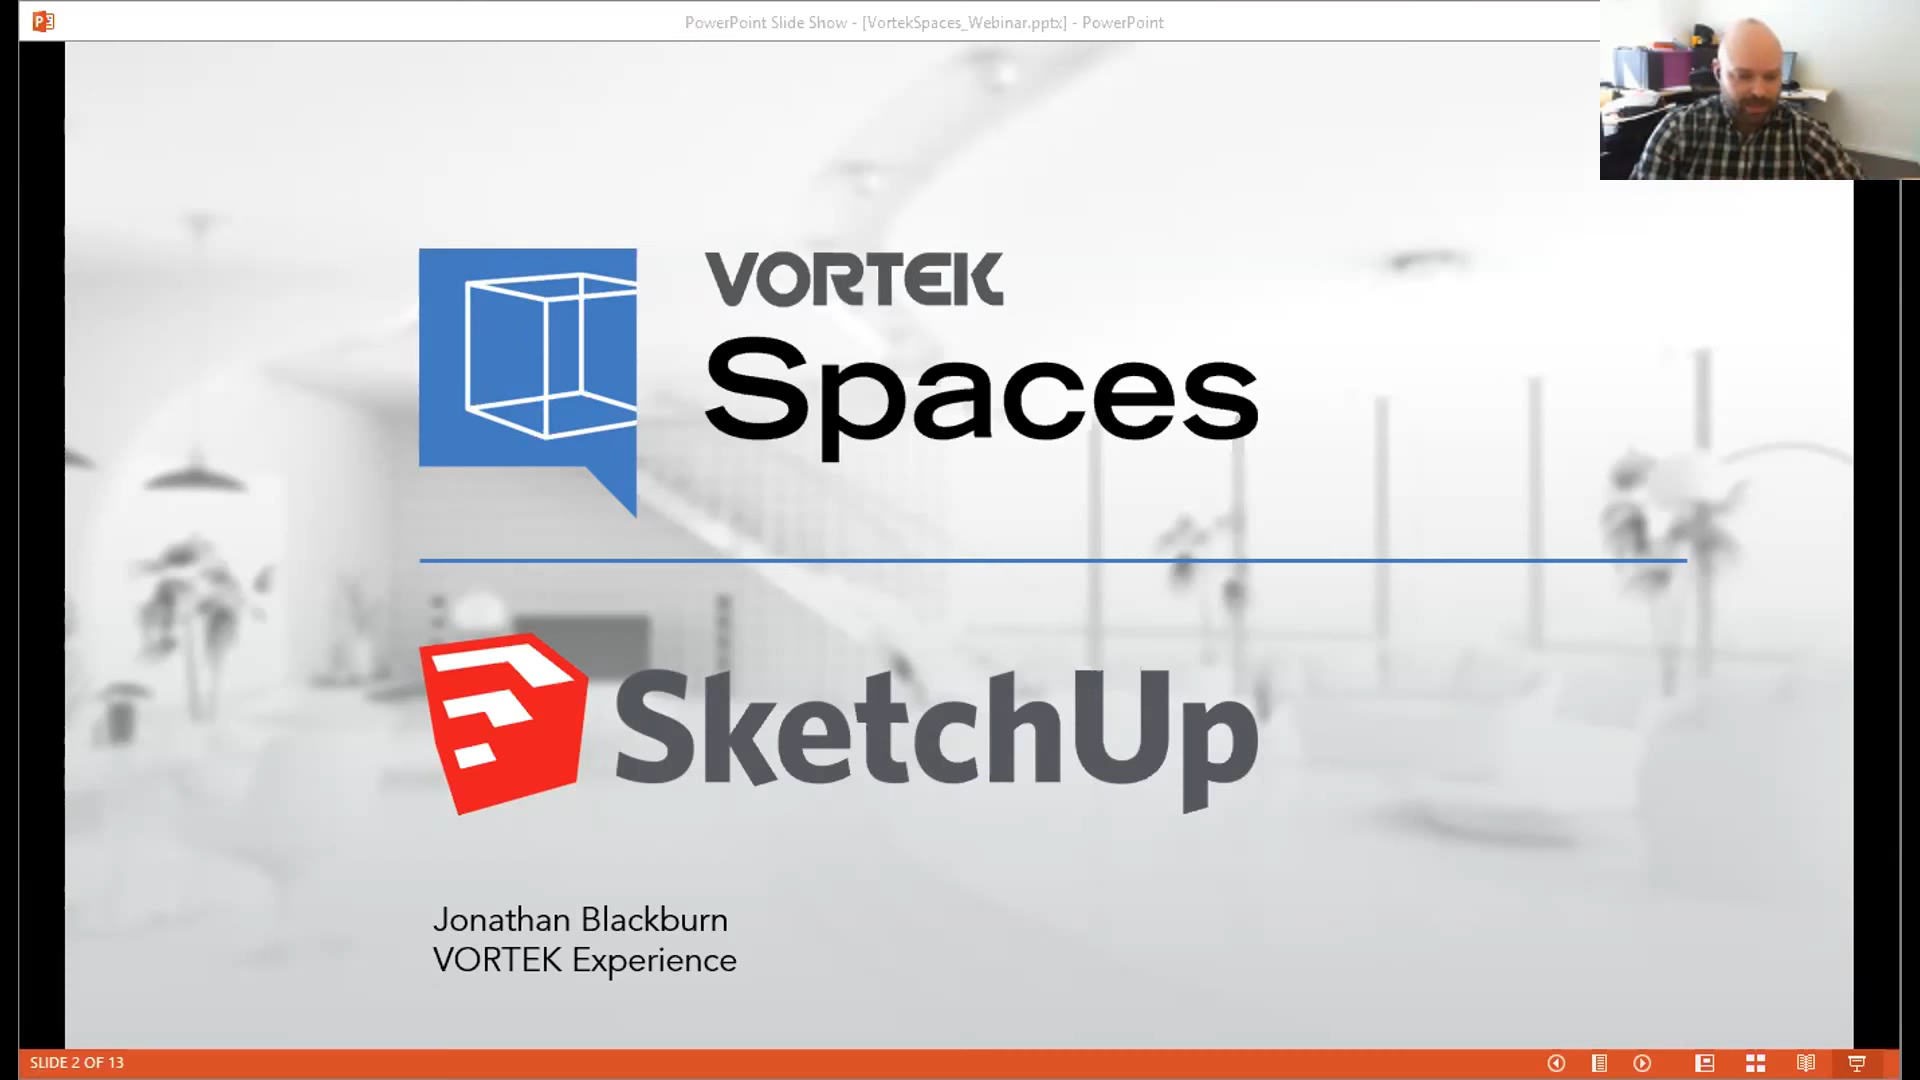 PowerPoint Slide Show - [VortekSpaces_Webinar.pptx] - PowerPoint
VORTEK
Spaces
SketchUp
Jonathan Blackburn
VORTEK Experience
SLIDE 2 OF 13